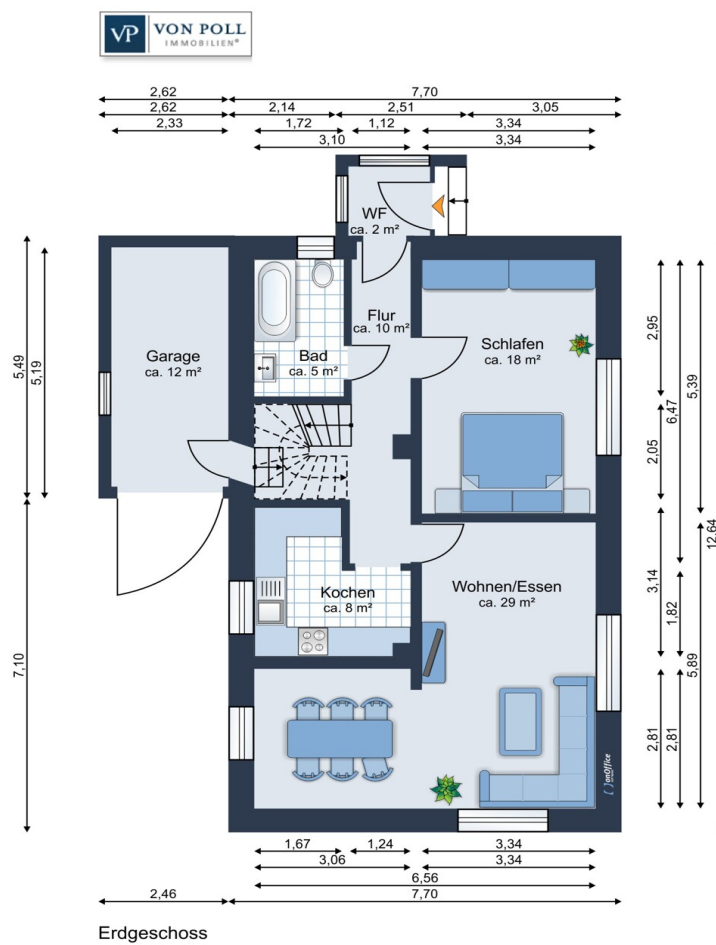 VP VON POLL
IMMOBILIEN®
2,62 7,70
2,62 2,14 2,51 3,05
2,33 1,72 1,12 3,34
3,10 3,34
WF
ca. 2 m²
Flur
ca. 10 m²
Garage
ca. 12 m²
Bad
ca. 5 m²
Schlafen
ca. 18 m²
5,49
5,19
7,10
2,95
2,05
3,14
2,81
6,47
1,82
2,81
5,39
5,89
12,64
Kochen
ca. 8 m²
Wohnen/Essen
ca. 29 m²
onOffice
1,67 1,24 3,34
3,06 3,34
6,56
2,46 7,70
Erdgeschoss